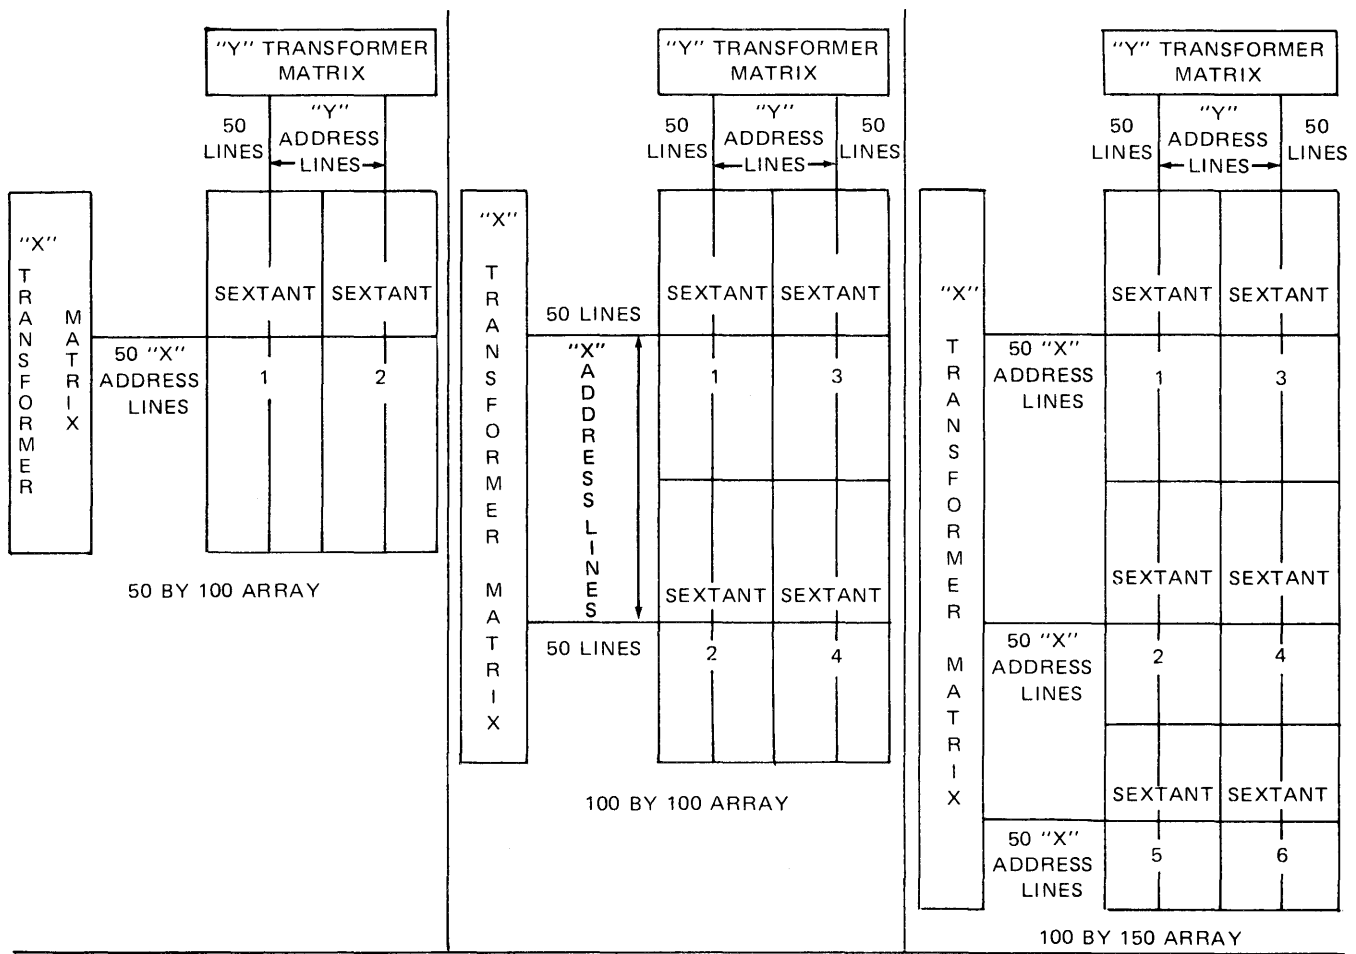 "Y" TRANSFORMER
MATRIX
50
LINES
"Y"
ADDRESS
LINES
"X"
TRANSFORMER
MATRIX
50 "X"
ADDRESS
LINES
SEXTANT
1
SEXTANT
2
50 BY 100 ARRAY
"Y" TRANSFORMER
MATRIX
50
LINES
"Y"
ADDRESS
LINES
50
LINES
"X"
TRANSFORMER MATRIX
50 LINES
"X" ADDRESS LINES
50 LINES
SEXTANT
1
SEXTANT
3
SEXTANT
2
SEXTANT
4
100 BY 100 ARRAY
"Y" TRANSFORMER
MATRIX
50
LINES
"Y"
ADDRESS
LINES
50
LINES
"X"
TRANSFORMER MATRIX
50 "X"
ADDRESS
LINES
SEXTANT
1
SEXTANT
3
50 "X"
ADDRESS
LINES
SEXTANT
2
SEXTANT
4
50 "X"
ADDRESS
LINES
SEXTANT
5
SEXTANT
6
100 BY 150 ARRAY